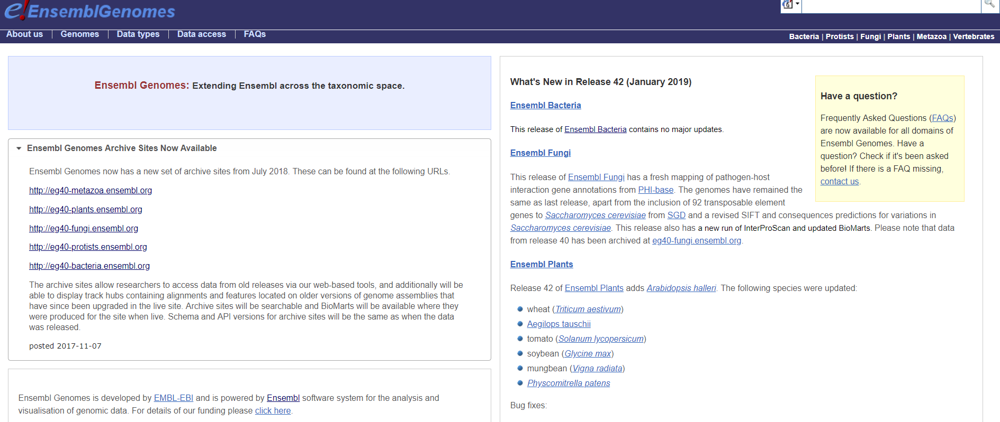 e!EnsemblGenomes
About us | Genomes | Data types | Data access | FAQs
Bacteria | Protists | Fungi | Plants | Metazoa | Vertebrates
Ensembl Genomes: Extending Ensembl across the taxonomic space.
Ensembl Genomes Archive Sites Now Available
Ensembl Genomes now has a new set of archive sites from July 2018. These can be found at the following URLs.
http://eg40-metazoa.ensembl.org
http://eg40-plants.ensembl.org
http://eg40-fungi.ensembl.org
http://eg40-protists.ensembl.org
http://eg40-bacteria.ensembl.org
The archive sites allow researchers to access data from old releases via our web-based tools, and additionally will be
able to display track hubs containing alignments and features located on older versions of genome assemblies that
have since been upgraded in the live site. Archive sites will be searchable and BioMarts will be available where they
were produced for the site when live. Schema and API versions for archive sites will be the same as when the data
was released.
posted 2017-11-07
Ensembl Genomes is developed by EMBL-EBI and is powered by Ensembl software system for the analysis and
visualisation of genomic data. For details of our funding please click here.
What's New in Release 42 (January 2019)
Ensembl Bacteria
This release of Ensembl Bacteria contains no major updates.
Ensembl Fungi
This release of Ensembl Fungi has a fresh mapping of pathogen-host
interaction gene annotations from PHI-base. The genomes have remained the
same as last release, apart from the inclusion of 92 transposable element
genes to Saccharomyces cerevisiae from SGD and a revised SIFT and consequences predictions for variations in
Saccharomyces cerevisiae. This release also has a new run of InterProScan and updated BioMarts. Please note that data
from release 40 has been archived at eg40-fungi.ensembl.org.
Ensembl Plants
Release 42 of Ensembl Plants adds Arabidopsis halleri. The following species were updated:
wheat (Triticum aestivum)
Aegilops tauschii
tomato (Solanum lycopersicum)
soybean (Glycine max)
mungbean (Vigna radiata)
Physcomitrella patens
Bug fixes:
Have a question?
Frequently Asked Questions (FAQs)
are now available for all domains of
Ensembl Genomes. Have a
question? Check if it's been asked
before! If there is a FAQ missing,
contact us.